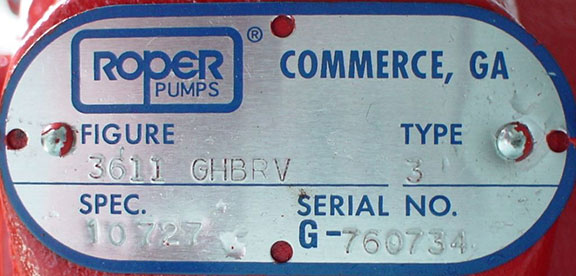 ROPER PUMPS ® COMMERCE, GA
FIGURE TYPE
3611 GHBRV 3
SPEC. SERIAL NO.
10727 G-760734